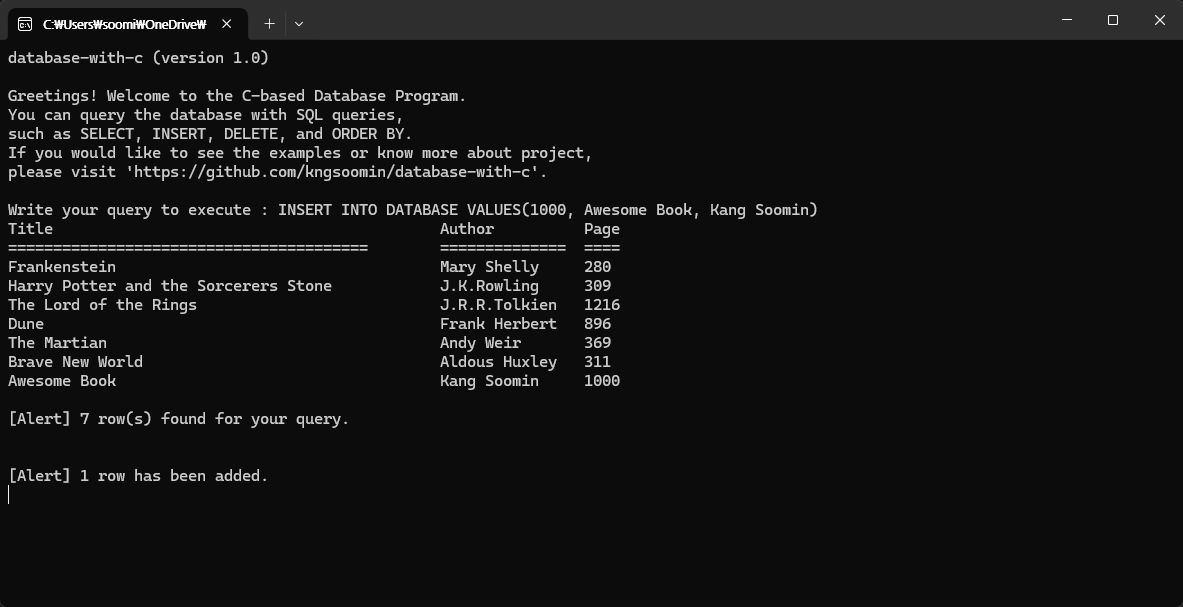 C:₩Users₩soomi₩OneDrive₩
database-with-c (version 1.0)
Greetings! Welcome to the C-based Database Program.
You can query the database with SQL queries,
such as SELECT, INSERT, DELETE, and ORDER BY.
If you would like to see the examples or know more about project,
please visit 'https://github.com/kngsoomin/database-with-c'.
Write your query to execute : INSERT INTO DATABASE VALUES(1000, Awesome Book, Kang Soomin)
Title Author Page
======================================== ============== ====
Frankenstein Mary Shelly 280
Harry Potter and the Sorcerers Stone J.K.Rowling 309
The Lord of the Rings J.R.R.Tolkien 1216
Dune Frank Herbert 896
The Martian Andy Weir 369
Brave New World Aldous Huxley 311
Awesome Book Kang Soomin 1000
[Alert] 7 row(s) found for your query.
[Alert] 1 row has been added.